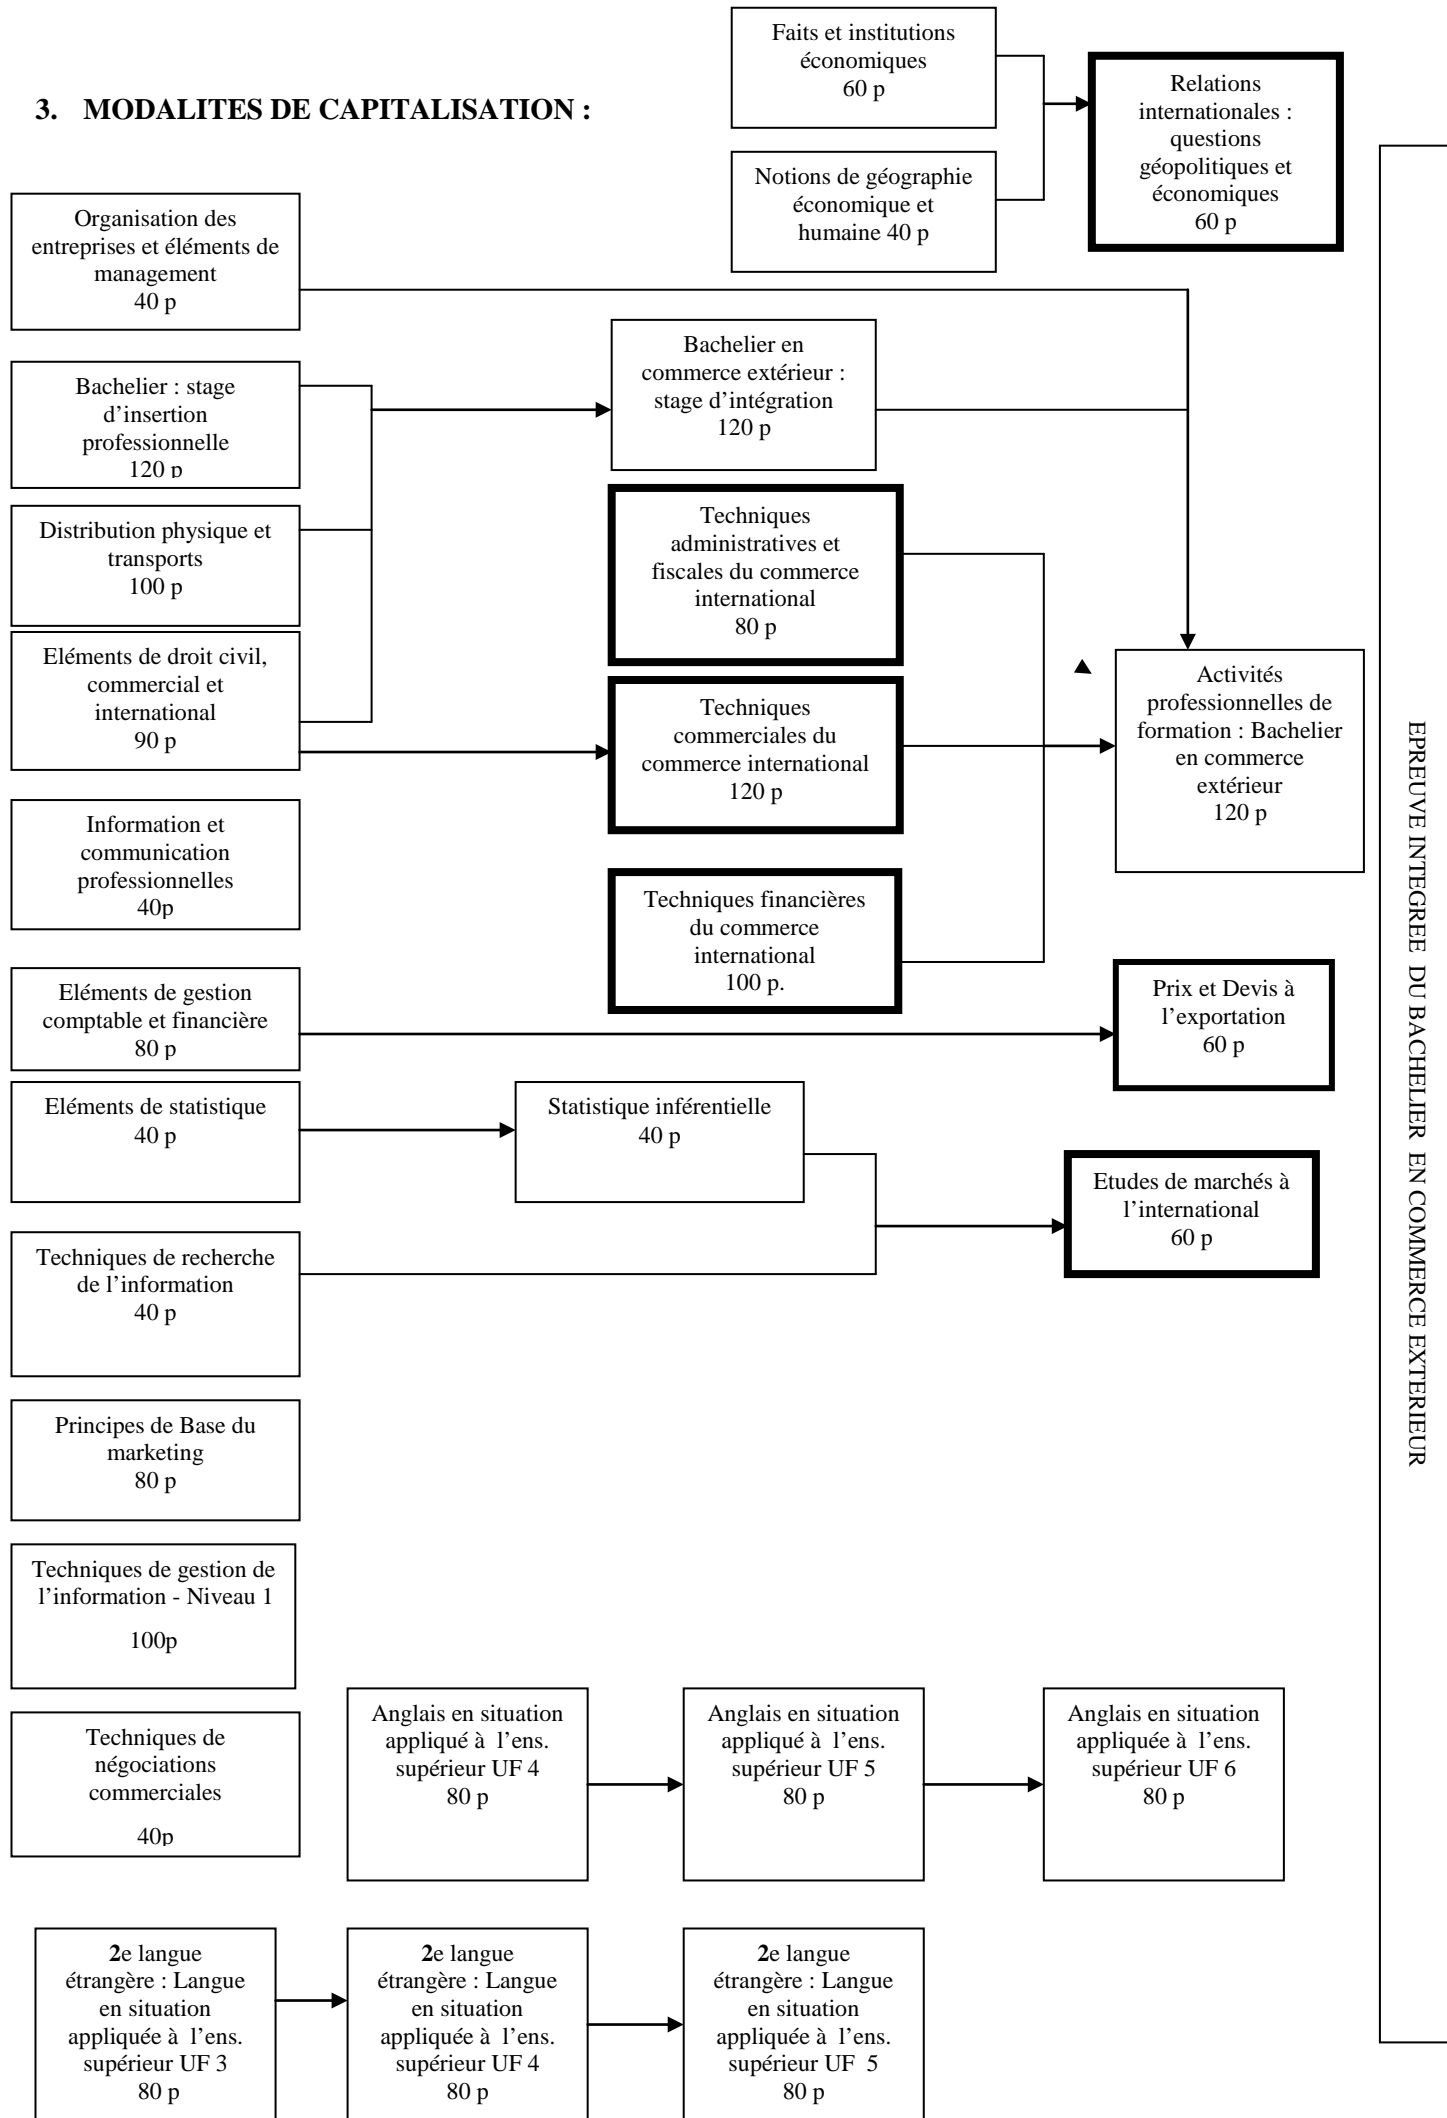 3. MODALITES DE CAPITALISATION :
Faits et institutions
économiques
60 p
Relations
internationales :
questions
géopolitiques et
économiques
60 p
Notions de géographie
économique et
humaine 40 p
Organisation des
entreprises et éléments de
management
40 p
Bachelier : stage
d’insertion
professionnelle
120 p
Bachelier en
commerce extérieur :
stage d’intégration
120 p
Distribution physique et
transports
100 p
Techniques
administratives et
fiscales du commerce
international
80 p
Eléments de droit civil,
commercial et
international
90 p
Techniques
commerciales du
commerce international
120 p
Activités
professionnelles de
formation : Bachelier
en commerce
extérieur
120 p
Information et
communication
professionnelles
40p
Techniques financières
du commerce
international
100 p.
Eléments de gestion
comptable et financière
80 p
Prix et Devis à
l’exportation
60 p
Eléments de statistique
40 p
Statistique inférentielle
40 p
Etudes de marchés à
l’international
60 p
Techniques de recherche
de l’information
40 p
Principes de Base du
marketing
80 p
Techniques de gestion de
l’information - Niveau 1
100p
Techniques de
négociations
commerciales
40p
Anglais en situation
appliqué à l’ens.
supérieur UF 4
80 p
Anglais en situation
appliqué à l’ens.
supérieur UF 5
80 p
Anglais en situation
appliquée à l’ens.
supérieur UF 6
80 p
2e langue
étrangère : Langue
en situation
appliquée à l’ens.
supérieur UF 3
80 p
2e langue
étrangère : Langue
en situation
appliquée à l’ens.
supérieur UF 4
80 p
2e langue
étrangère : Langue
en situation
appliquée à l’ens.
supérieur UF 5
80 p
EPREUVE INTEGREE DU BACHELIER EN COMMERCE EXTERIEUR